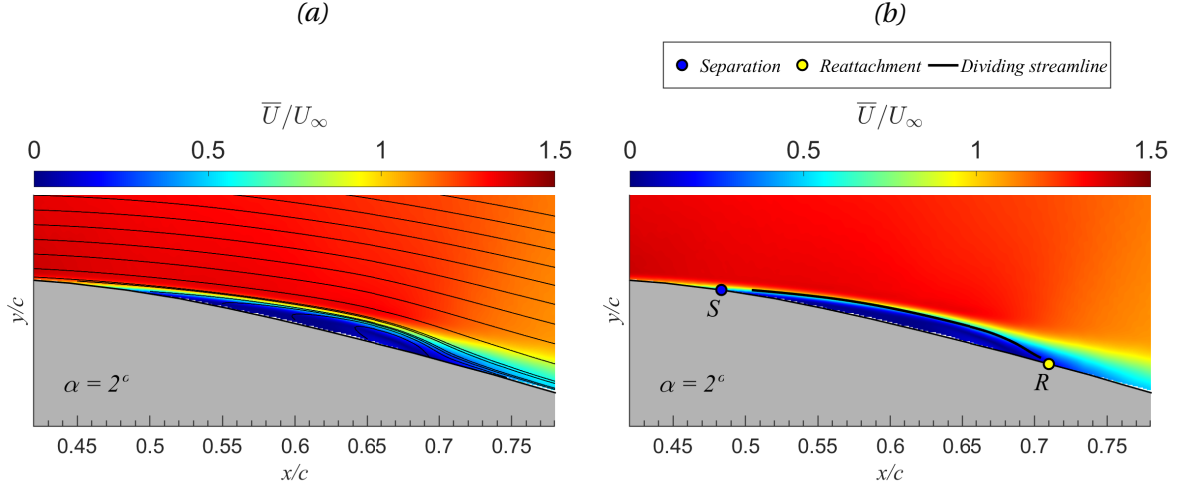 (a)
U/U∞
0 0.5 1 1.5
y/c
α = 2°
0.45 0.5 0.55 0.6 0.65 0.7 0.75
x/c
(b)
Separation Reattachment Dividing streamline
U/U∞
0 0.5 1 1.5
y/c
S
R
α = 2°
0.45 0.5 0.55 0.6 0.65 0.7 0.75
x/c